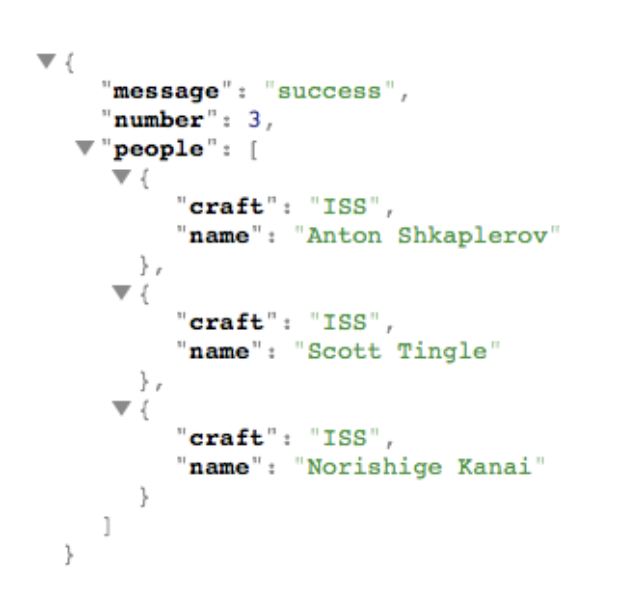 {
"message": "success",
"number": 3,
"people": [
{
"craft": "ISS",
"name": "Anton Shkaplerov"
},
{
"craft": "ISS",
"name": "Scott Tingle"
},
{
"craft": "ISS",
"name": "Norishige Kanai"
}
]
}